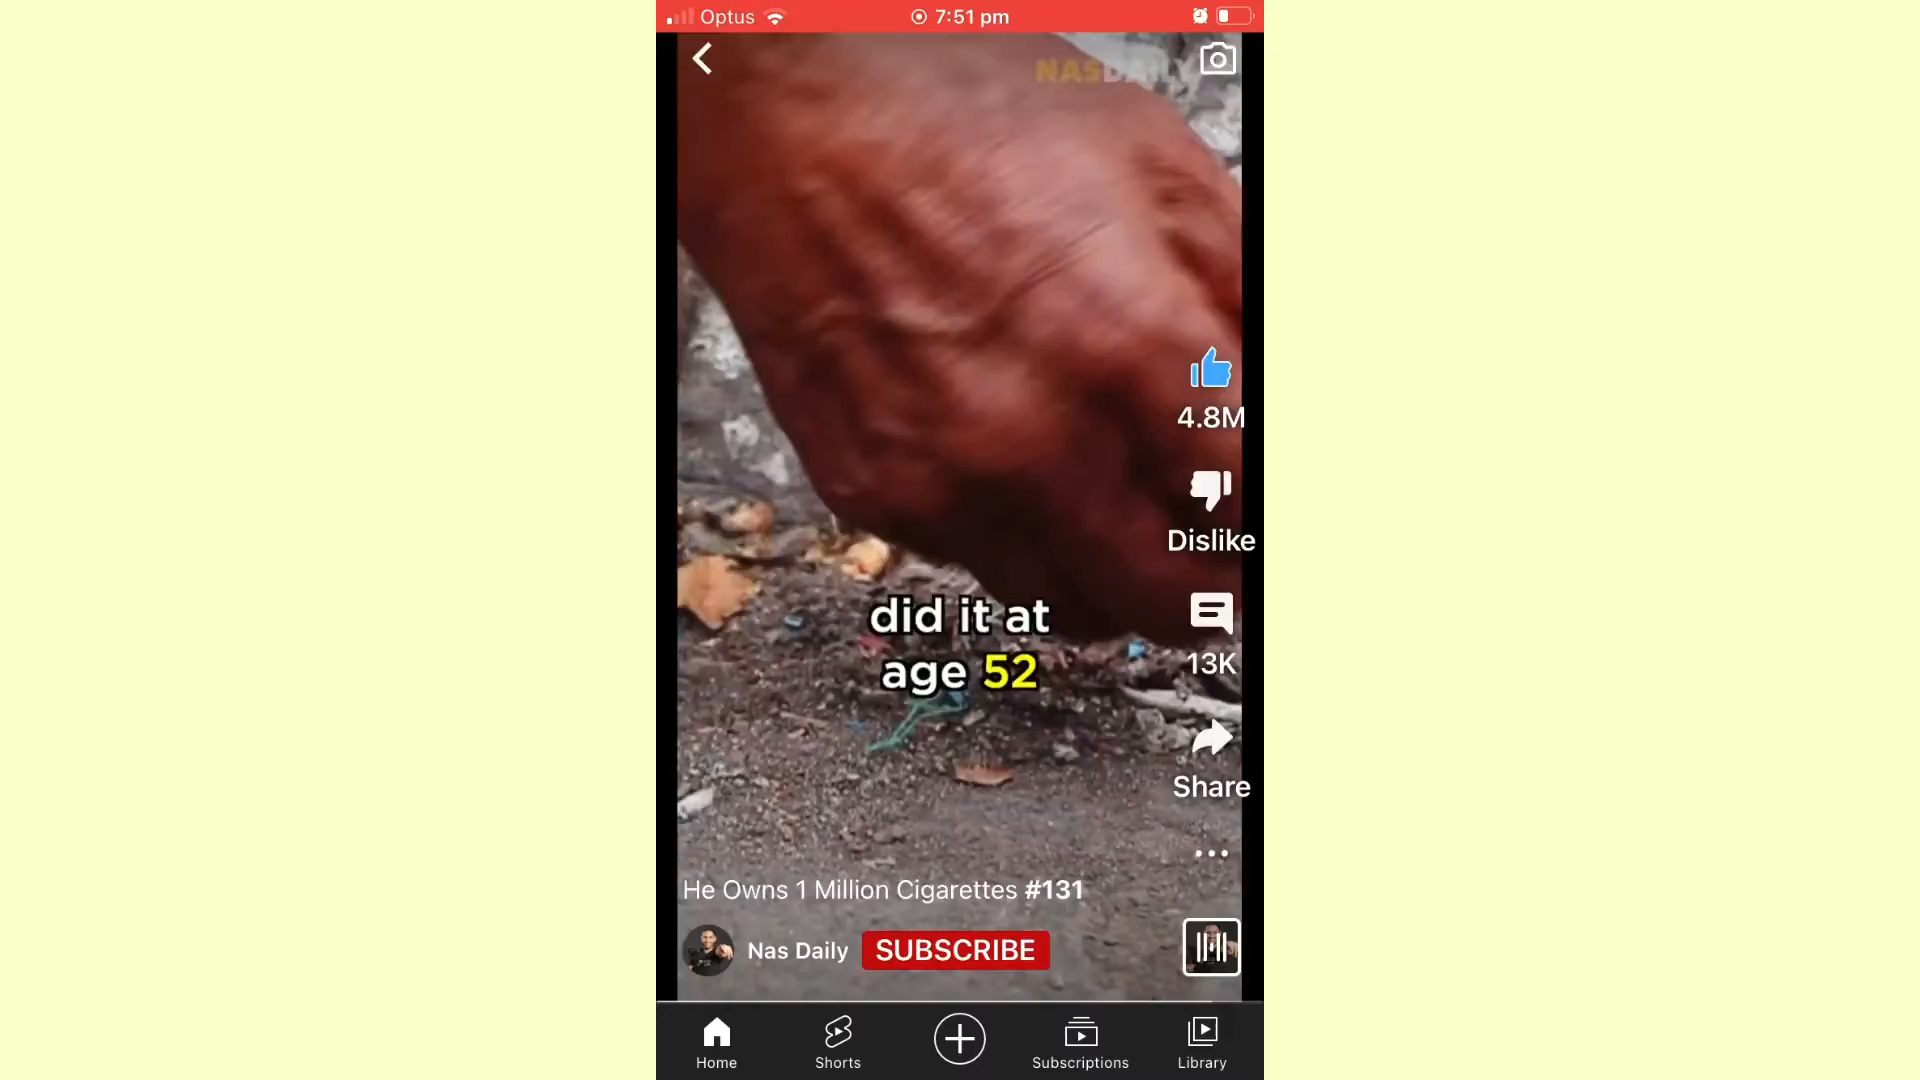 Optus
7:51 pm
NASDAILY
4.8M
Dislike
did it at
age 52
13K
Share
He Owns 1 Million Cigarettes #131
Nas Daily
SUBSCRIBE
Home
Shorts
Subscriptions
Library